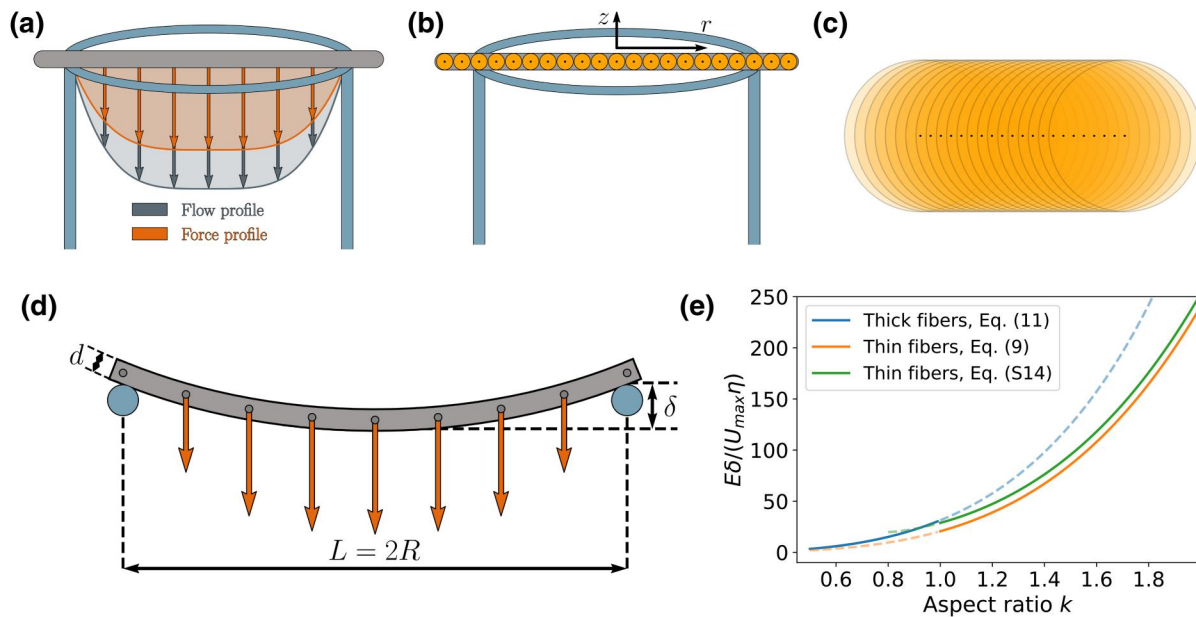 (a)
Flow profile
Force profile
(b)
z
r
(c)
(d)
d
δ
L = 2R
(e)
Eδ/(U_maxη)
250
200
150
100
50
0
Thick fibers, Eq. (11)
Thin fibers, Eq. (9)
Thin fibers, Eq. (S14)
0.6 0.8 1.0 1.2 1.4 1.6 1.8
Aspect ratio k